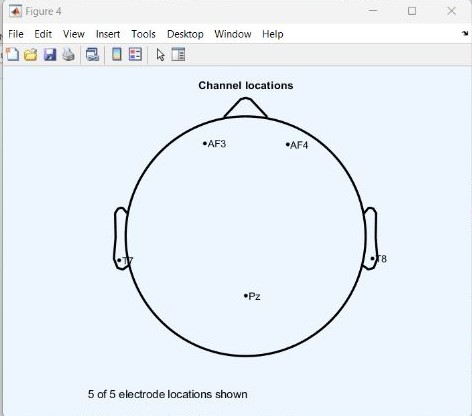 Figure 4
File Edit View Insert Tools Desktop Window Help
Channel locations
AF3 AF4
T7 T8
Pz
5 of 5 electrode locations shown